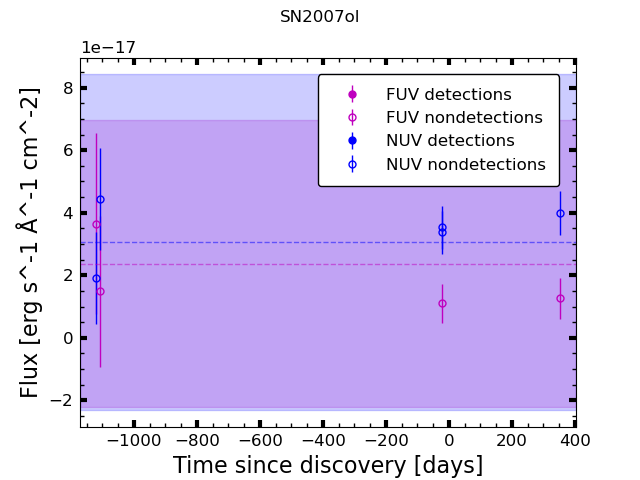 SN2007ol
1e−17
FUV detections
FUV nondetections
NUV detections
NUV nondetections
8
6
4
2
0
−2
Flux [erg s^-1 Å^-1 cm^-2]
−1000 −800 −600 −400 −200 0 200 400
Time since discovery [days]